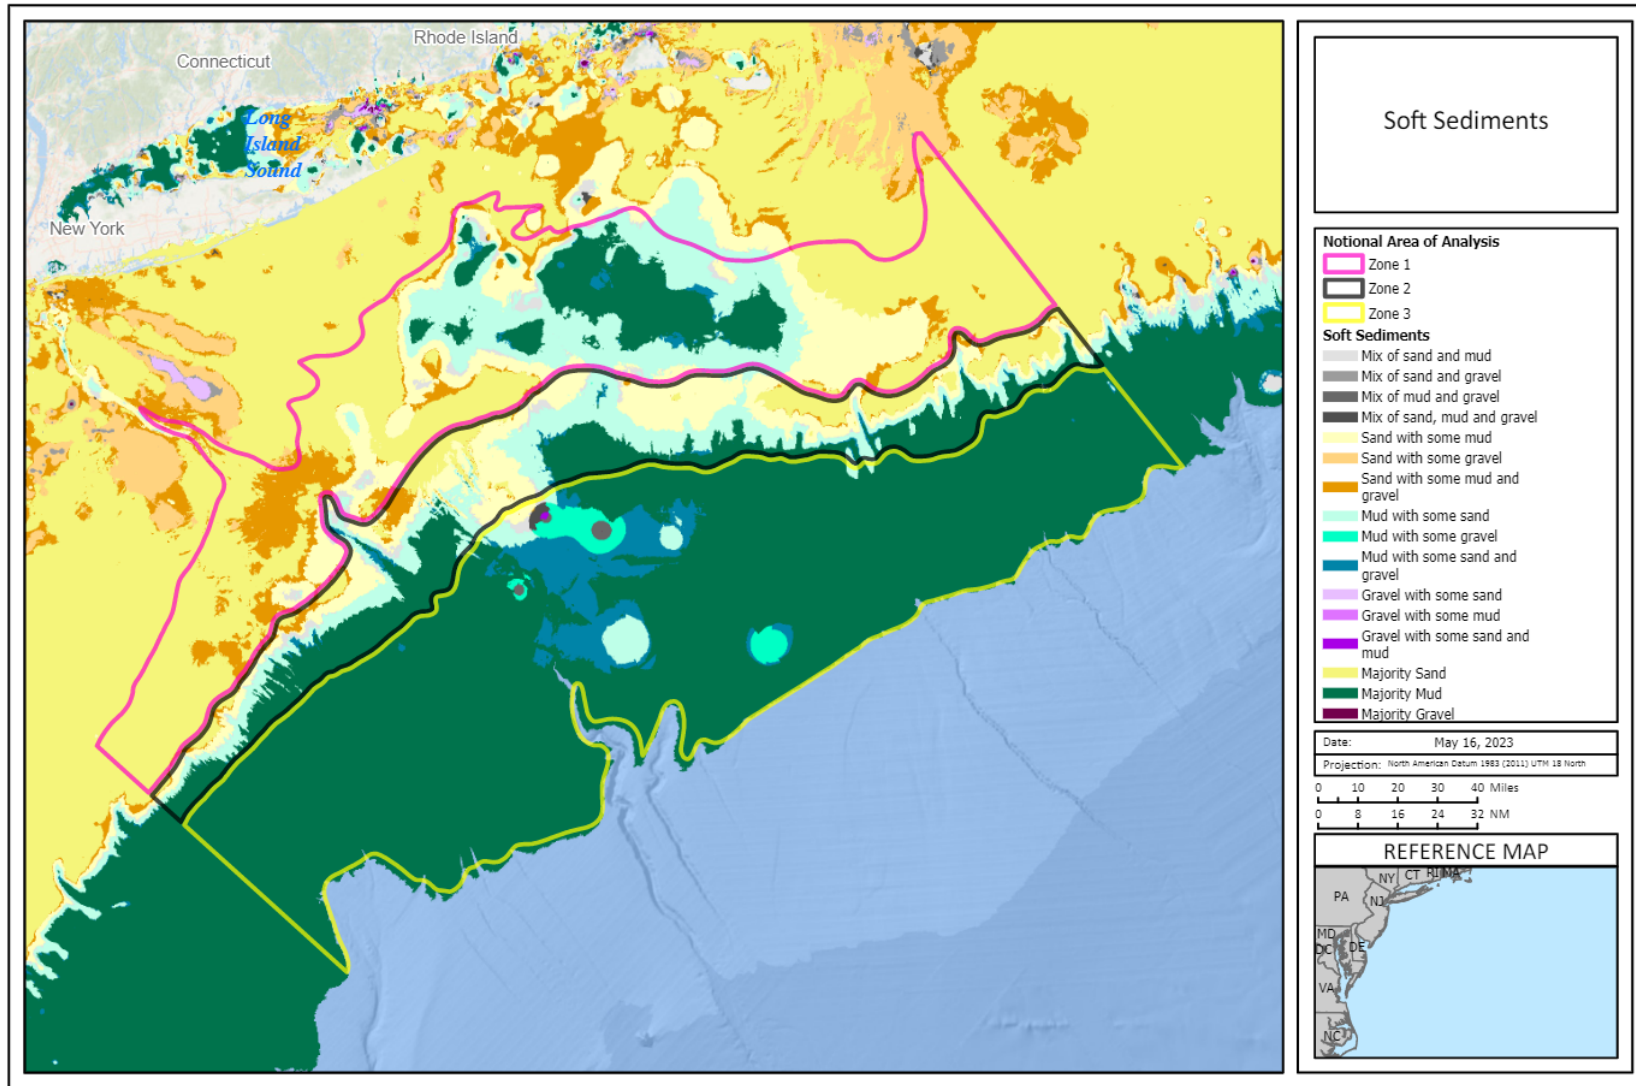 Rhode Island
Connecticut
Long
Island
Sound
New York
Soft Sediments
Notional Area of Analysis
Zone 1
Zone 2
Zone 3
Soft Sediments
Mix of sand and mud
Mix of sand and gravel
Mix of mud and gravel
Mix of sand, mud and gravel
Sand with some mud
Sand with some gravel
Sand with some mud and
gravel
Mud with some sand
Mud with some gravel
Mud with some sand and
gravel
Gravel with some sand
Gravel with some mud
Gravel with some sand and
mud
Majority Sand
Majority Mud
Majority Gravel
Date: May 16, 2023
Projection: North American Datum 1983 (2011) UTM 18 North
0 10 20 30 40 Miles
0 8 16 24 32 NM
REFERENCE MAP
NY CT RI MA
PA
NJ
MD
DC DE
VA
NC